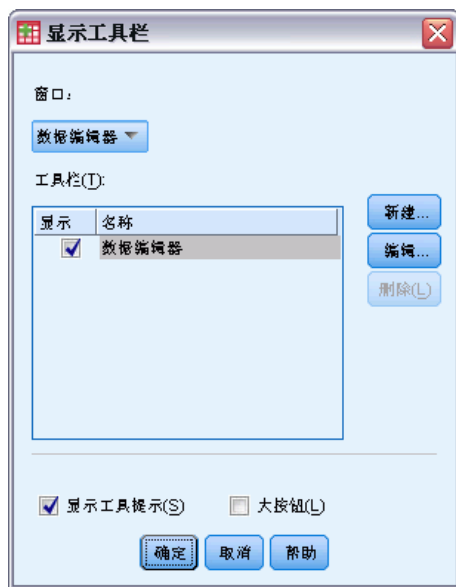 显示工具栏
窗口:
数据编辑器
工具栏(T):
显示 名称
数据编辑器
新建...
编辑...
删除(L)
显示工具提示(S) 大按钮(L)
确定 取消 帮助